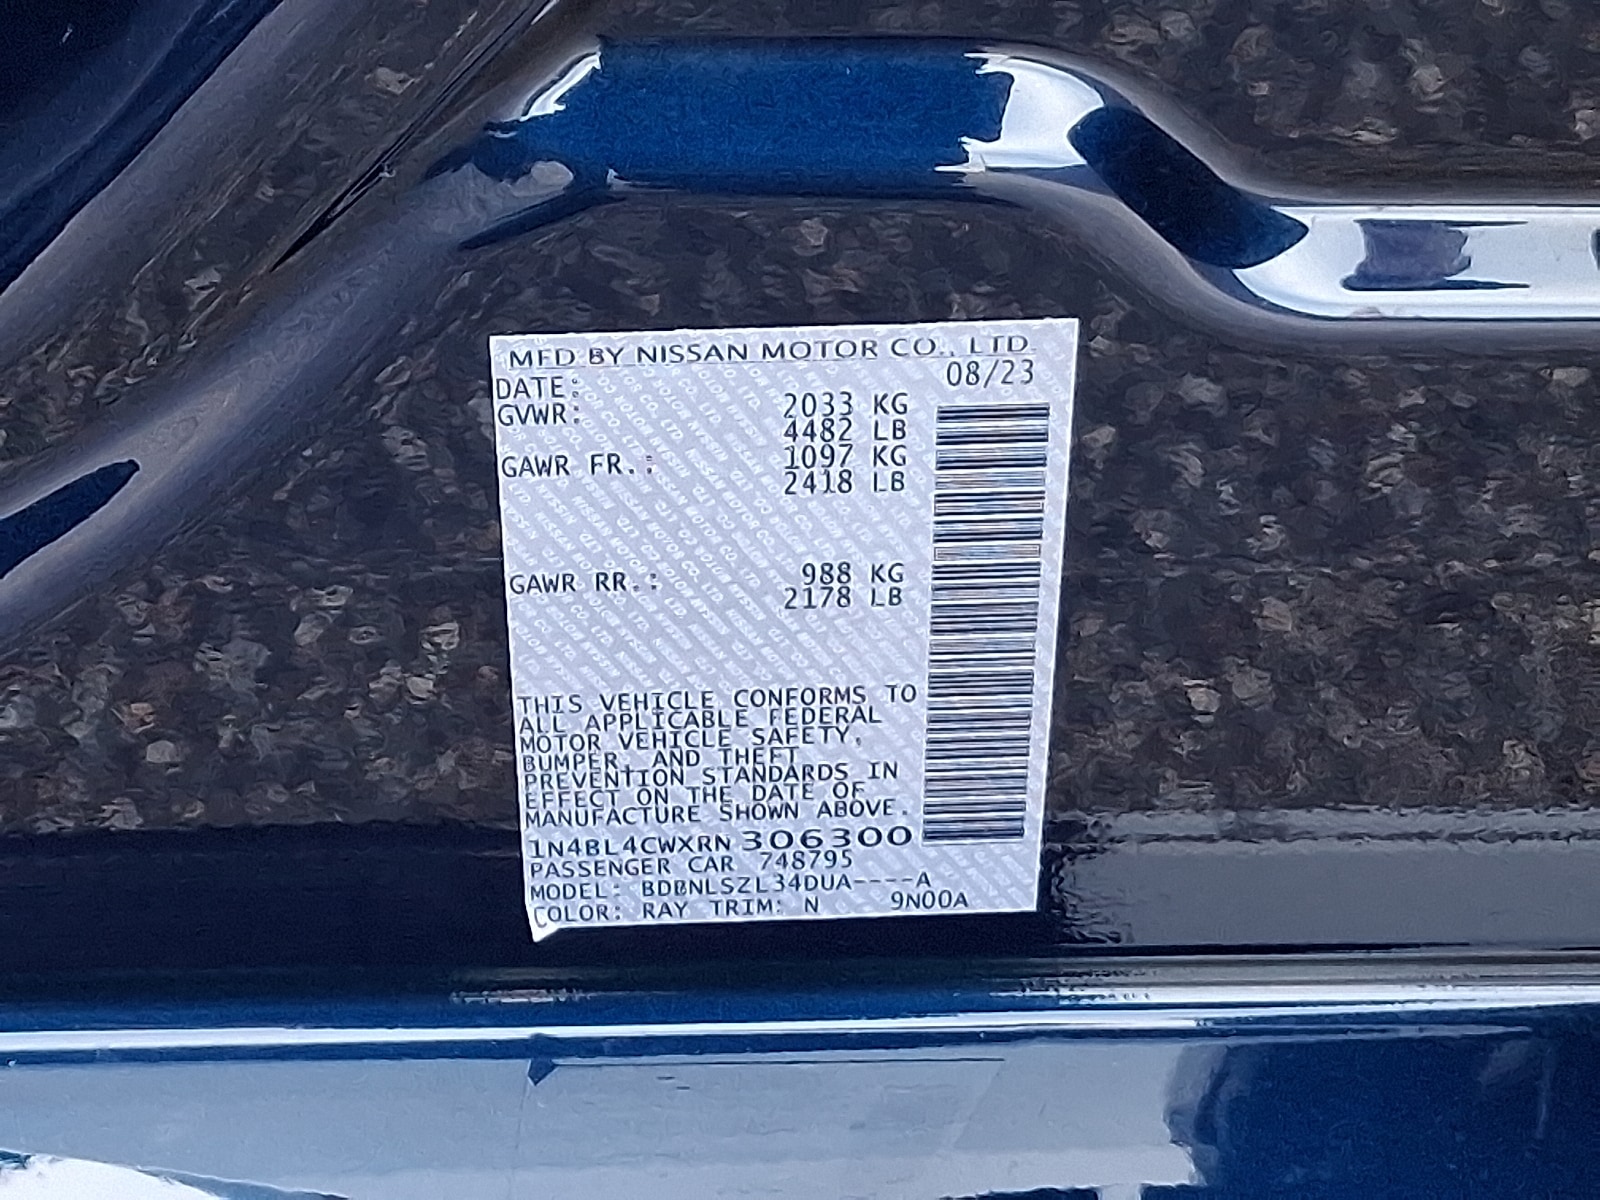 MFD BY NISSAN MOTOR CO., LTD.
DATE: 08/23
GVWR: 2033 KG
4482 LB
GAWR FR.: 1097 KG
2418 LB
GAWR RR.: 988 KG
2178 LB
THIS VEHICLE CONFORMS TO
ALL APPLICABLE FEDERAL
MOTOR VEHICLE SAFETY,
BUMPER, AND THEFT
PREVENTION STANDARDS IN
EFFECT ON THE DATE OF
MANUFACTURE SHOWN ABOVE.
1N4BL4CWXRN306300
PASSENGER CAR 748795
MODEL: BDBNLSZL34DUA----A
COLOR: RAY TRIM: N 9N00A